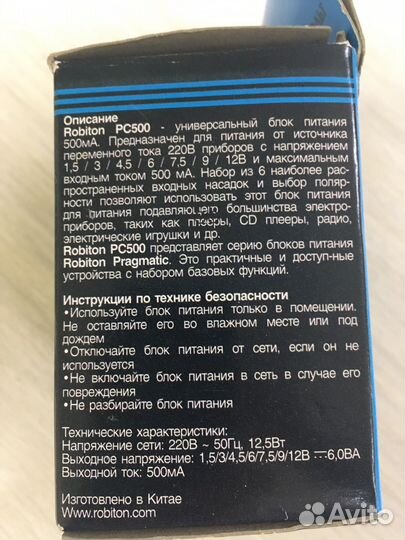 Описание
Robiton PC500 - универсальный блок питания
500мА. Предназначен для питания от источника
переменного тока 220В приборов с напряжением
1,5 / 3 / 4,5 / 6 / 7,5 / 9 / 12В и максимальным
входным током 500 мА. Набор из 6 наиболее рас-
пространенных входных насадок и выбор поляр-
ности позволяют использовать этот блок питания
для питания подавляющего большинства электро-
приборов, таких как плееры, CD плееры, радио,
электрические игрушки и др.
Robiton PC500 представляет серию блоков питания
Robiton Pragmatic. Это практичные и доступ-ные
устройства с набором базовых функций.
Инструкции по технике безопасности
•Используйте блок питания только в помещении.
Не оставляйте его во влажном месте или под
дождем
•Отключайте блок питания от сети, если он не
используется
•Не включайте блок питания в сеть в случае его
повреждения
•Не разбирайте блок питания
Технические характеристики:
Напряжение сети: 220В ~ 50Гц, 12,5Вт
Выходное напряжение: 1,5/3/4,5/6/7,5/9/12В ⎓6,0ВА
Выходной ток: 500мА
Изготовлено в Китае
www.robiton.com
Avito